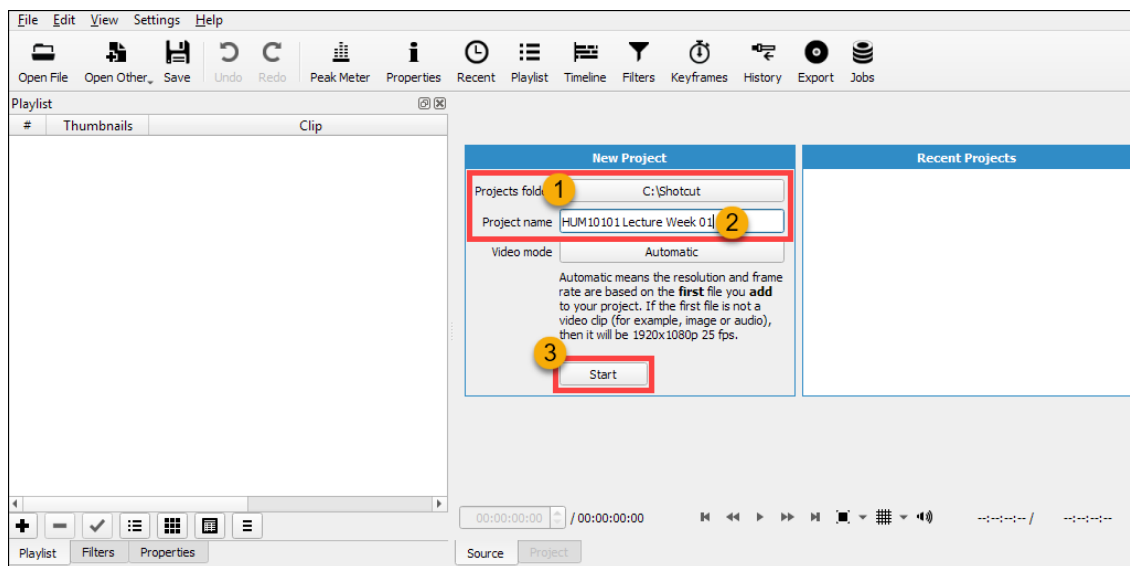 File Edit View Settings Help
Open File Open Other Save Undo Redo Peak Meter Properties Recent Playlist Timeline Filters Keyframes History Export Jobs
Playlist
# Thumbnails Clip
New Project
Projects folde 1 C:\Shotcut
Project name HUM10101 Lecture Week 01 2
Video mode Automatic
Automatic means the resolution and frame
rate are based on the first file you add
to your project. If the first file is not a
video clip (for example, image or audio),
then it will be 1920x1080p 25 fps.
3
Start
Recent Projects
00:00:00:00 / 00:00:00:00 --:--:--:-- / --:--:--:--
Playlist Filters Properties Source Project